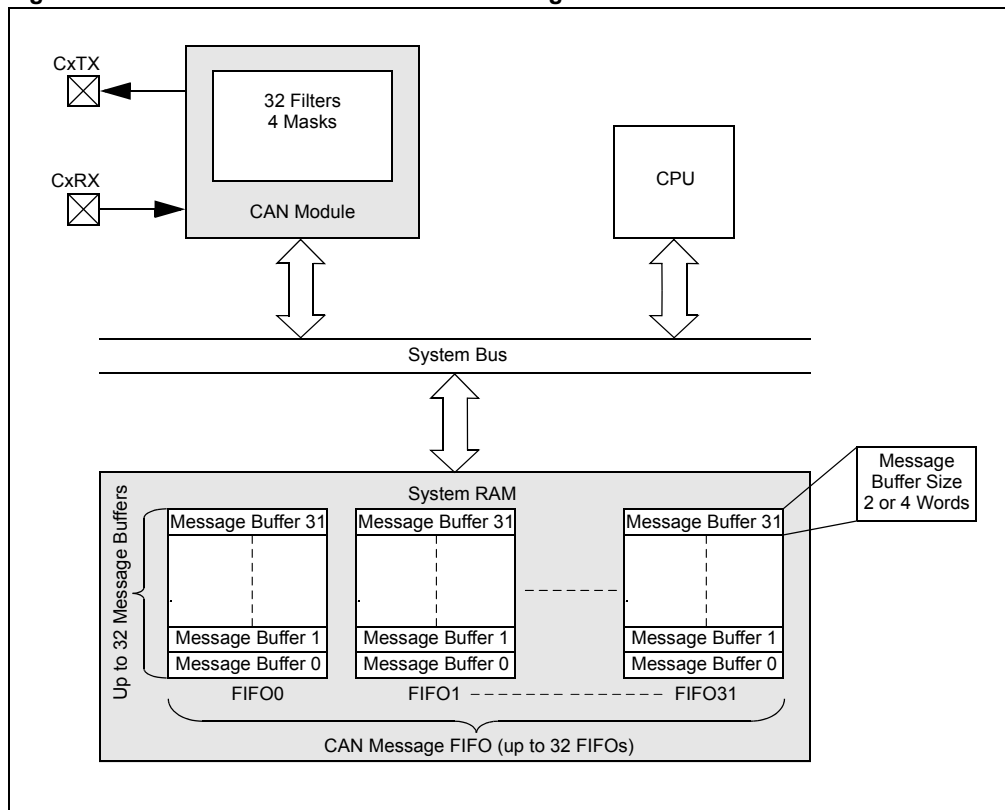 CxTX
32 Filters
4 Masks
CxRX
CAN Module
CPU
System Bus
Message
Buffer Size
2 or 4 Words
System RAM
Up to 32 Message Buffers
Message Buffer 31
Message Buffer 31
Message Buffer 31
Message Buffer 1
Message Buffer 1
Message Buffer 1
Message Buffer 0
Message Buffer 0
Message Buffer 0
FIFO0
FIFO1
FIFO31
CAN Message FIFO (up to 32 FIFOs)